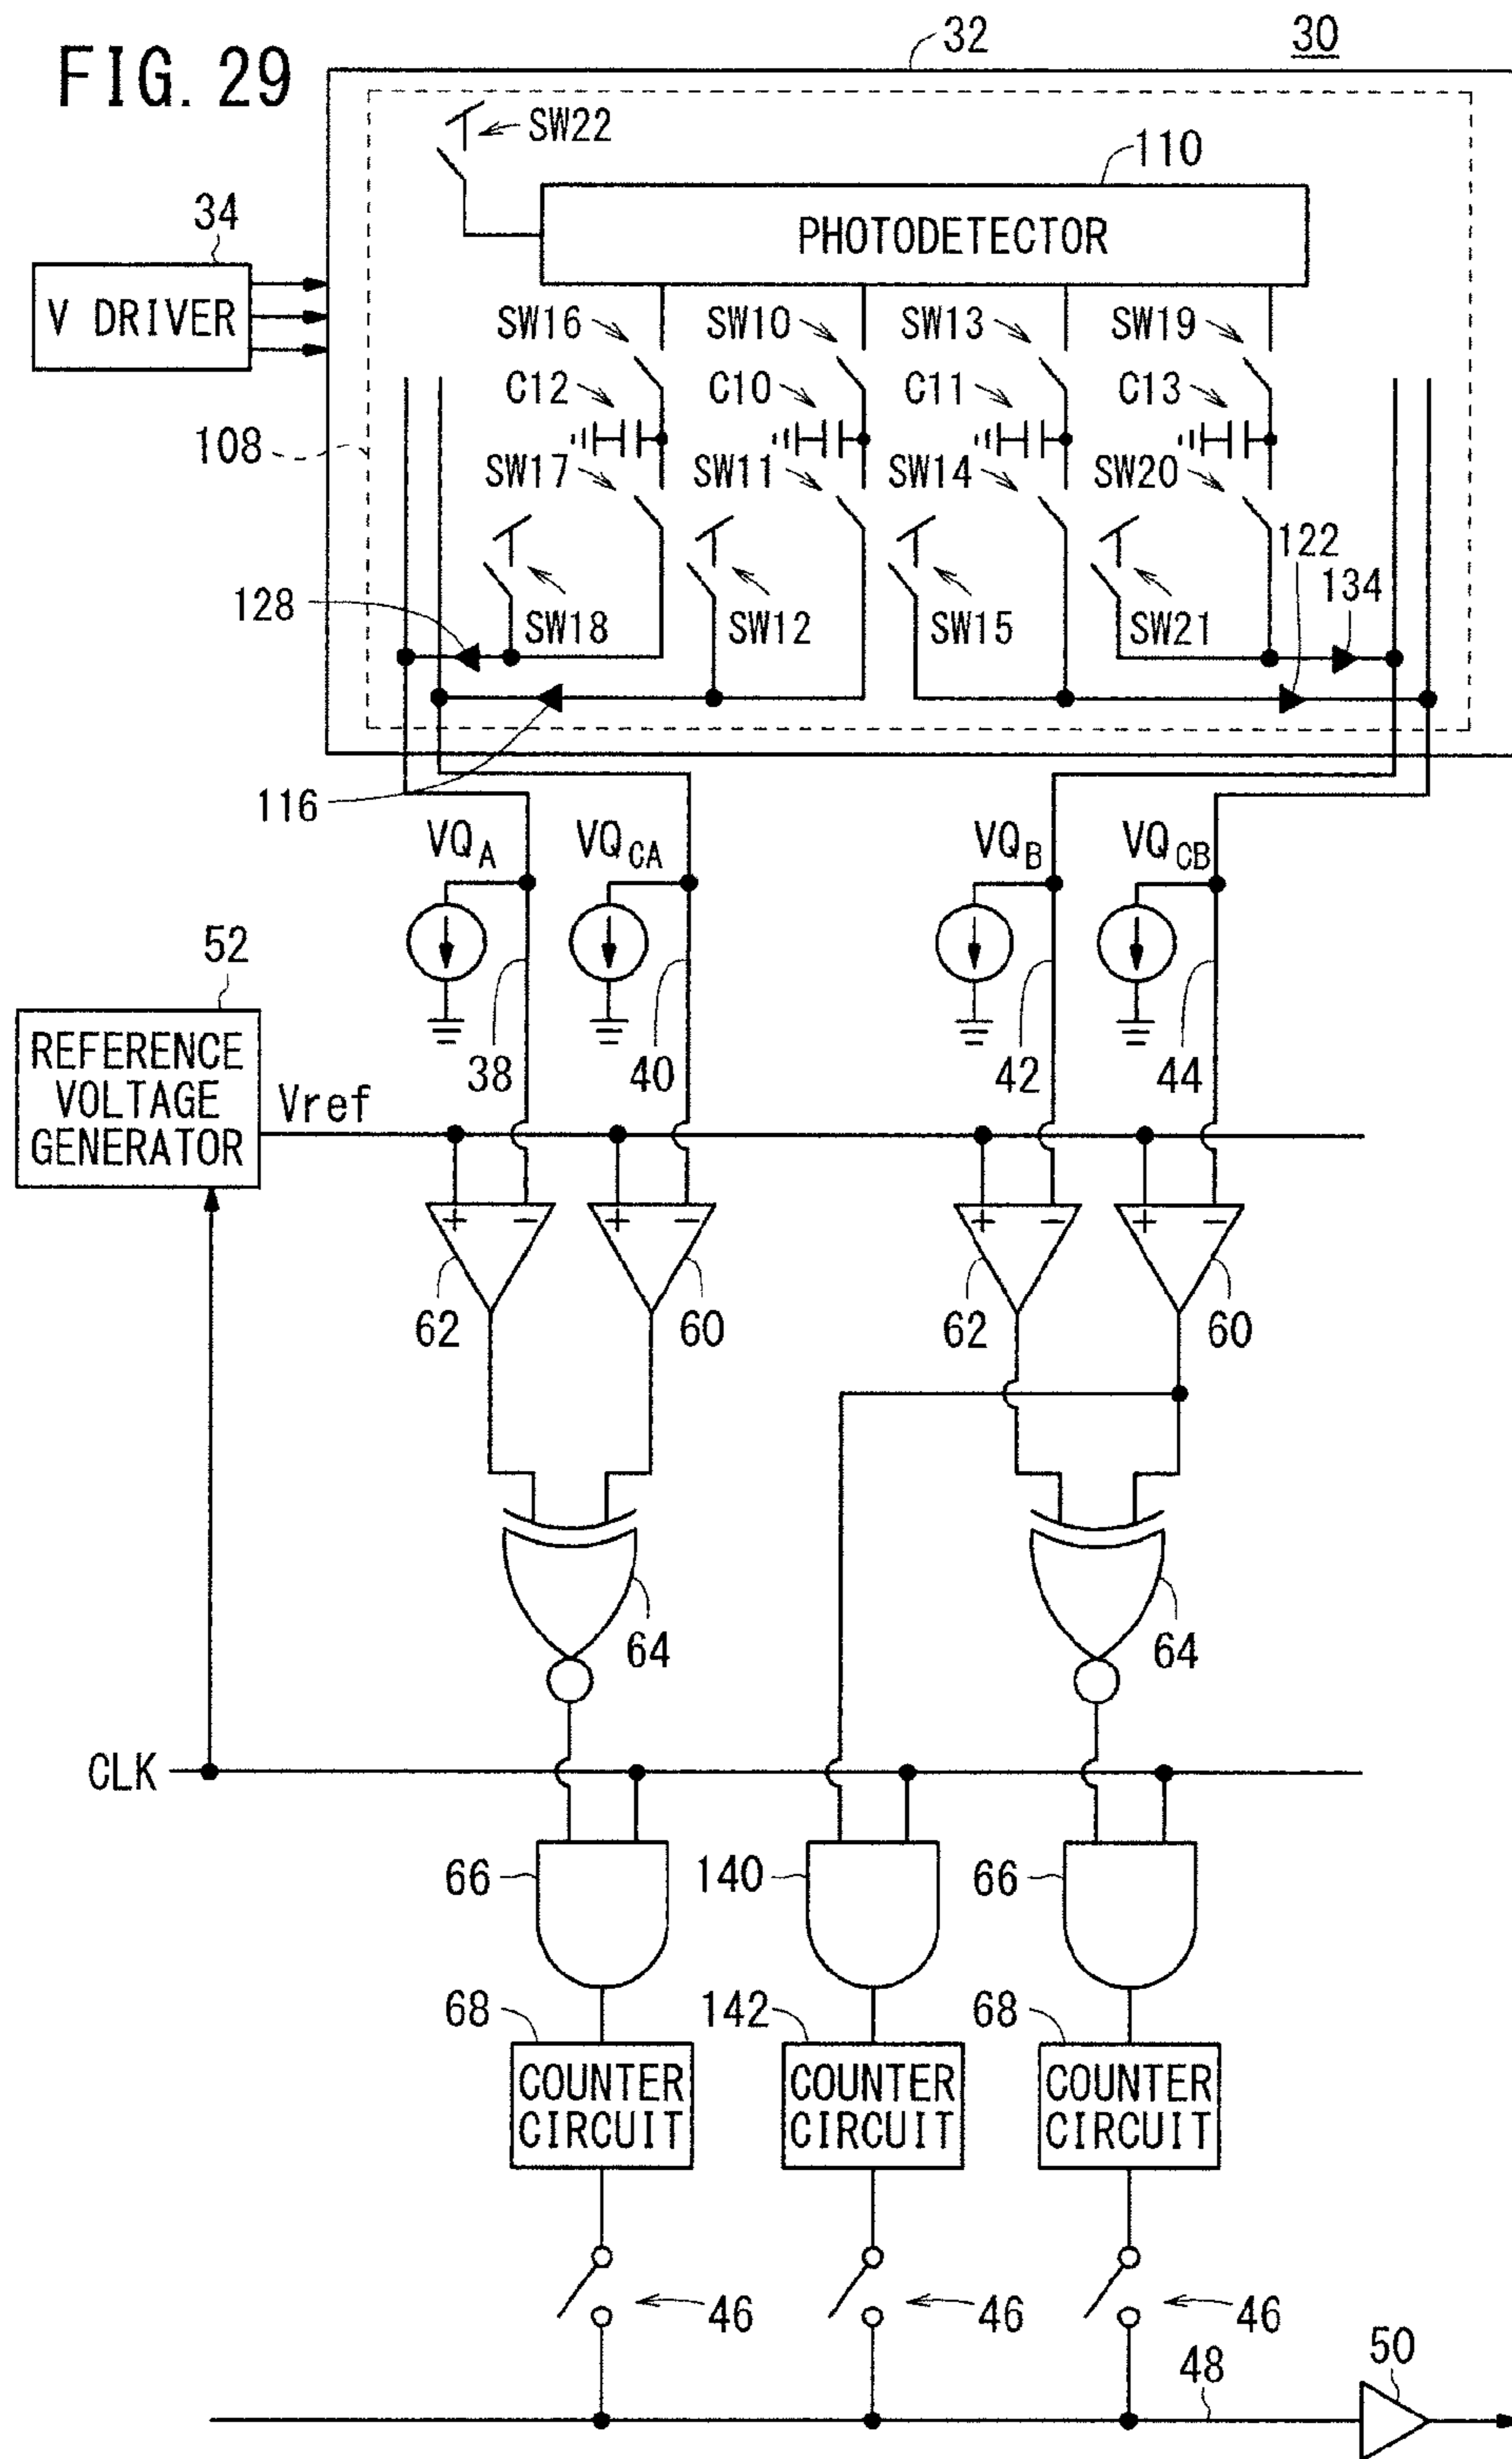 FIG. 29
32
30
SW22
110
PHOTODETECTOR
34
V DRIVER
SW16
SW10
SW13
SW19
C12
C10
C11
C13
108
SW17
SW11
SW14
SW20
122
128
134
SW18
SW12
SW15
SW21
116
VQA
VQCA
VQB
VQCB
52
REFERENCE
VOLTAGE
GENERATOR
38
40
42
44
Vref
+ − + − + − + −
62
60
62
60
64
64
CLK
66
140
66
68
142
68
COUNTER
CIRCUIT
COUNTER
CIRCUIT
COUNTER
CIRCUIT
46
46
46
48
50